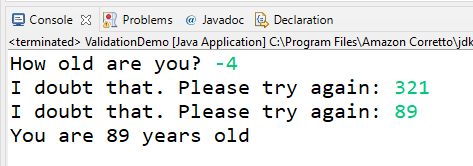 Console Problems @ Javadoc Declaration
<terminated> ValidationDemo [Java Application] C:\Program Files\Amazon Corretto\jdk
How old are you? -4
I doubt that. Please try again: 321
I doubt that. Please try again: 89
You are 89 years old